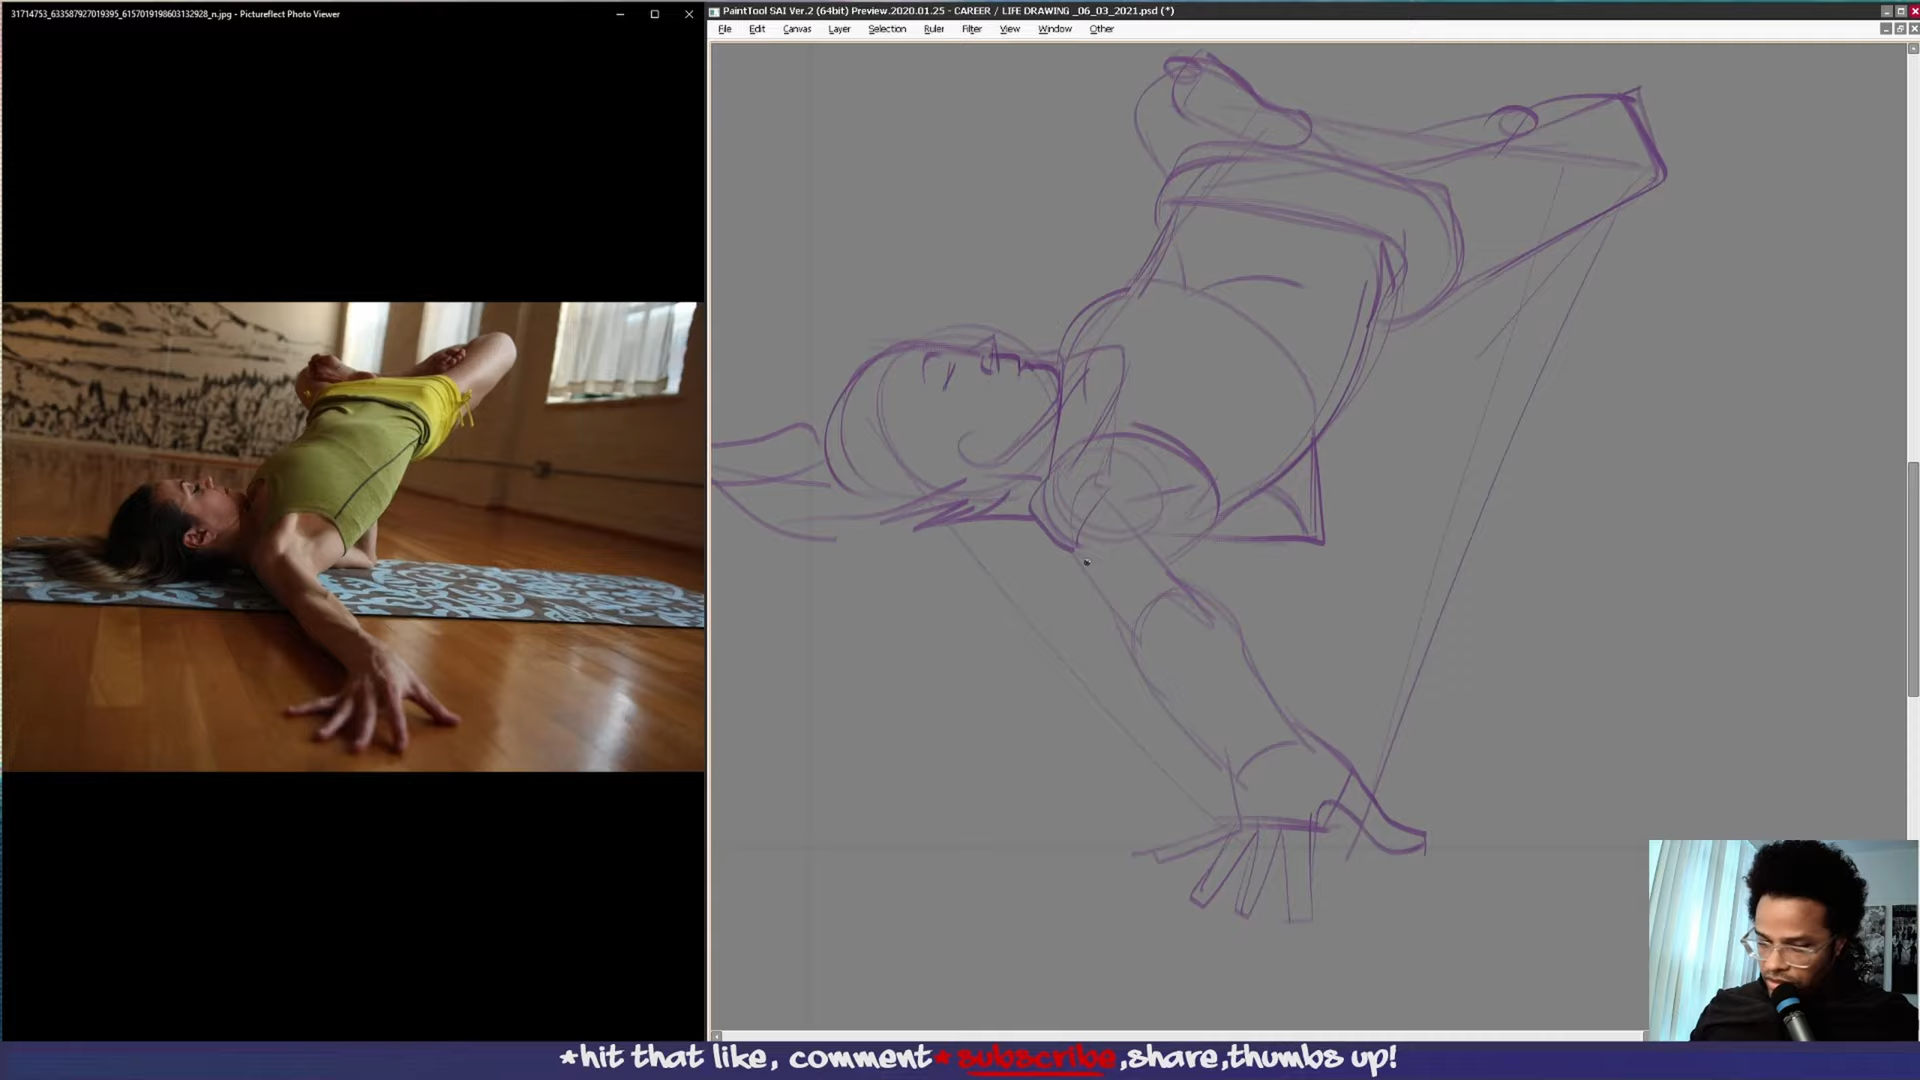 31714753_633587927019395_6157019198603132928_n.jpg - Pictureflect Photo Viewer
PaintTool SAI Ver.2 (64bit) Preview.2020.01.25 - CAREER / LIFE DRAWING _06_03_2021.psd (*)
File Edit Canvas Layer Selection Ruler Filter View Window Other
*hit that like, comment* subscribe,share,thumbs up!